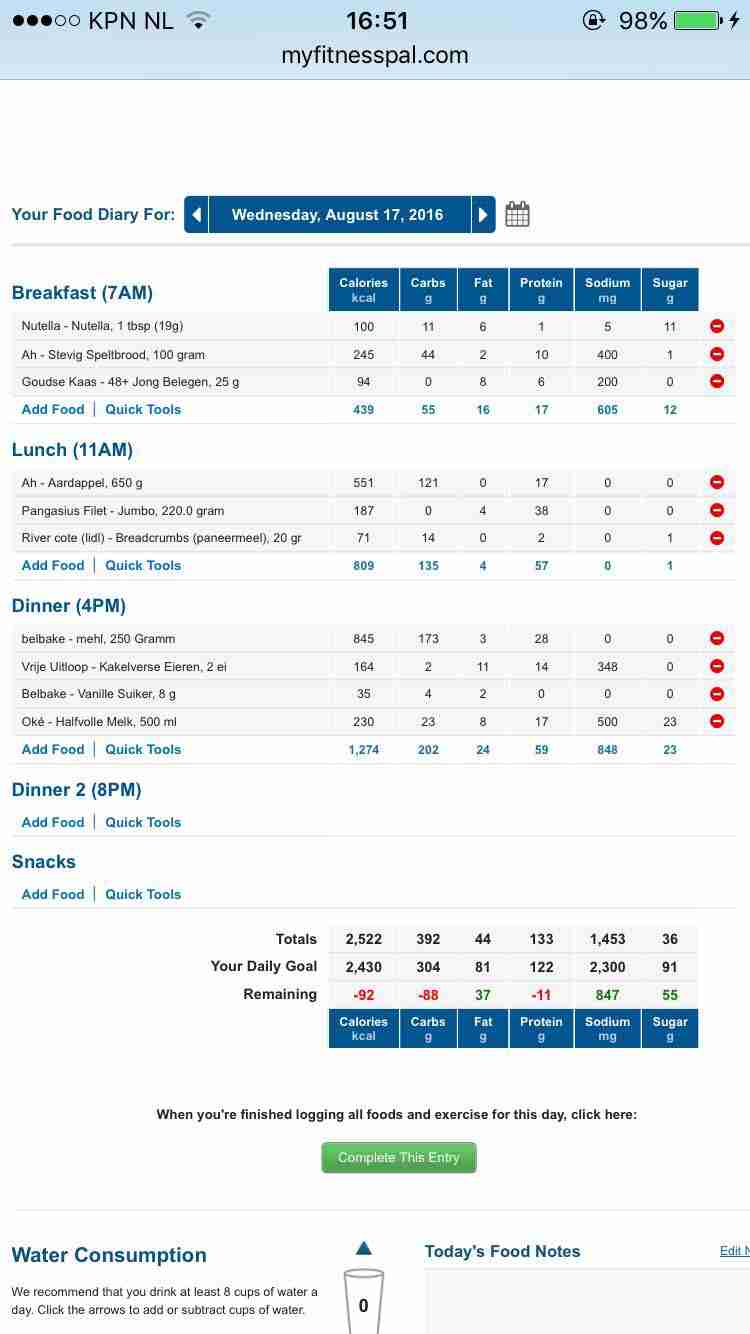 KPN NL 16:51 98%
myfitnesspal.com
Your Food Diary For: Wednesday, August 17, 2016
Breakfast (7AM) Calories kcal Carbs g Fat g Protein g Sodium mg Sugar g
Nutella - Nutella, 1 tbsp (19g) 100 11 6 1 5 11
Ah - Stevig Speltbrood, 100 gram 245 44 2 10 400 1
Goudse Kaas - 48+ Jong Belegen, 25 g 94 0 8 6 200 0
Add Food | Quick Tools 439 55 16 17 605 12
Lunch (11AM)
Ah - Aardappel, 650 g 551 121 0 17 0 0
Pangasius Filet - Jumbo, 220.0 gram 187 0 4 38 0 0
River cote (lidl) - Breadcrumbs (paneermeel), 20 gr 71 14 0 2 0 1
Add Food | Quick Tools 809 135 4 57 0 1
Dinner (4PM)
belbake - mehl, 250 Gramm 845 173 3 28 0 0
Vrije Uitloop - Kakelverse Eieren, 2 ei 164 2 11 14 348 0
Belbake - Vanille Suiker, 8 g 35 4 2 0 0 0
Oké - Halfvolle Melk, 500 ml 230 23 8 17 500 23
Add Food | Quick Tools 1,274 202 24 59 848 23
Dinner 2 (8PM)
Add Food | Quick Tools
Snacks
Add Food | Quick Tools
Totals 2,522 392 44 133 1,453 36
Your Daily Goal 2,430 304 81 122 2,300 91
Remaining -92 -88 37 -11 847 55
Calories kcal Carbs g Fat g Protein g Sodium mg Sugar g
When you're finished logging all foods and exercise for this day, click here:
Complete This Entry
Water Consumption
We recommend that you drink at least 8 cups of water a
day. Click the arrows to add or subtract cups of water.
0
Today's Food Notes Edit N